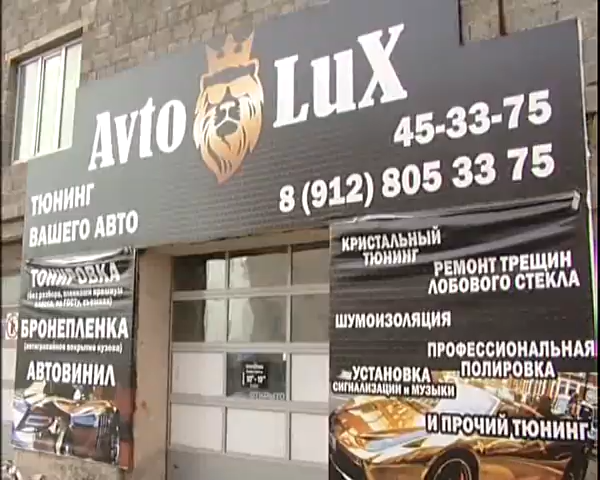 Avto LuX
45-33-75
8 (912) 805 33 75
ТЮНИНГ
ВАШЕГО АВТО
ТОНИРОВКА
БРОНЕПЛЕНКА
АВТОВИНИЛ
КРИСТАЛЬНЫЙ
ТЮНИНГ
РЕМОНТ ТРЕЩИН
ЛОБОВОГО СТЕКЛА
ШУМОИЗОЛЯЦИЯ
ПРОФЕССИОНАЛЬНАЯ
ПОЛИРОВКА
УСТАНОВКА
СИГНАЛИЗАЦИИ и МУЗЫКИ
И ПРОЧИЙ ТЮНИНГ
ОТКРЫТО